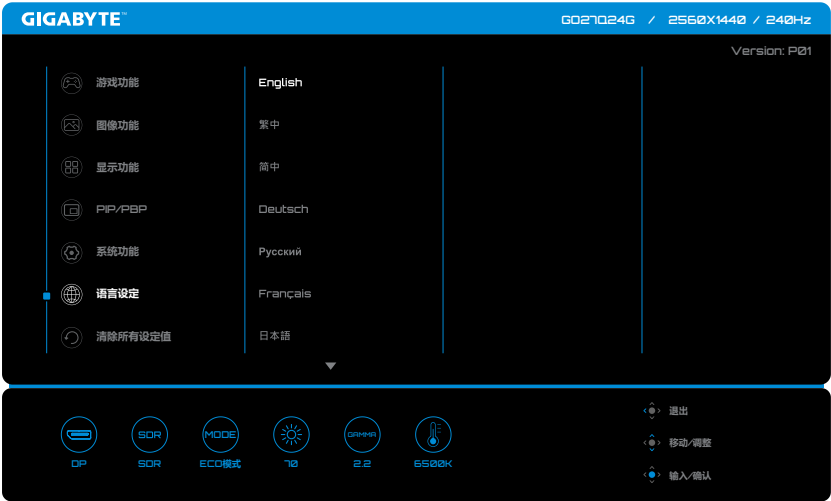 GIGABYTE™
GO27Q24G / 2560X1440 / 240Hz
Version: P01
游戏功能
English
图像功能
繁中
显示功能
简中
PIP/PBP
Deutsch
系统功能
Русский
语言设定
Français
清除所有设定值
日本語
退出
移动/调整
输入/确认
SDR
MODE
GAMMA
DP
SDR
ECO模式
70
2.2
6500K